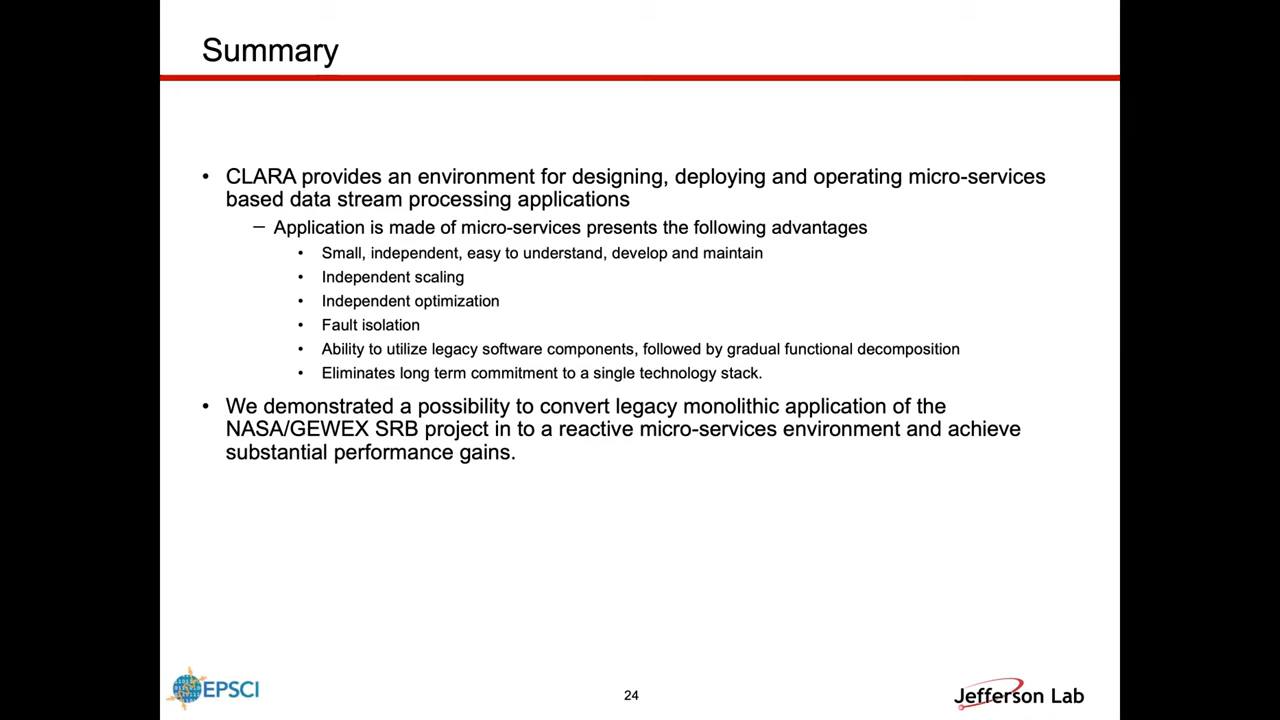 Summary
• CLARA provides an environment for designing, deploying and operating micro-services
based data stream processing applications
– Application is made of micro-services presents the following advantages
• Small, independent, easy to understand, develop and maintain
• Independent scaling
• Independent optimization
• Fault isolation
• Ability to utilize legacy software components, followed by gradual functional decomposition
• Eliminates long term commitment to a single technology stack.
• We demonstrated a possibility to convert legacy monolithic application of the
NASA/GEWEX SRB project in to a reactive micro-services environment and achieve
substantial performance gains.
EPSCI
24
Jefferson Lab